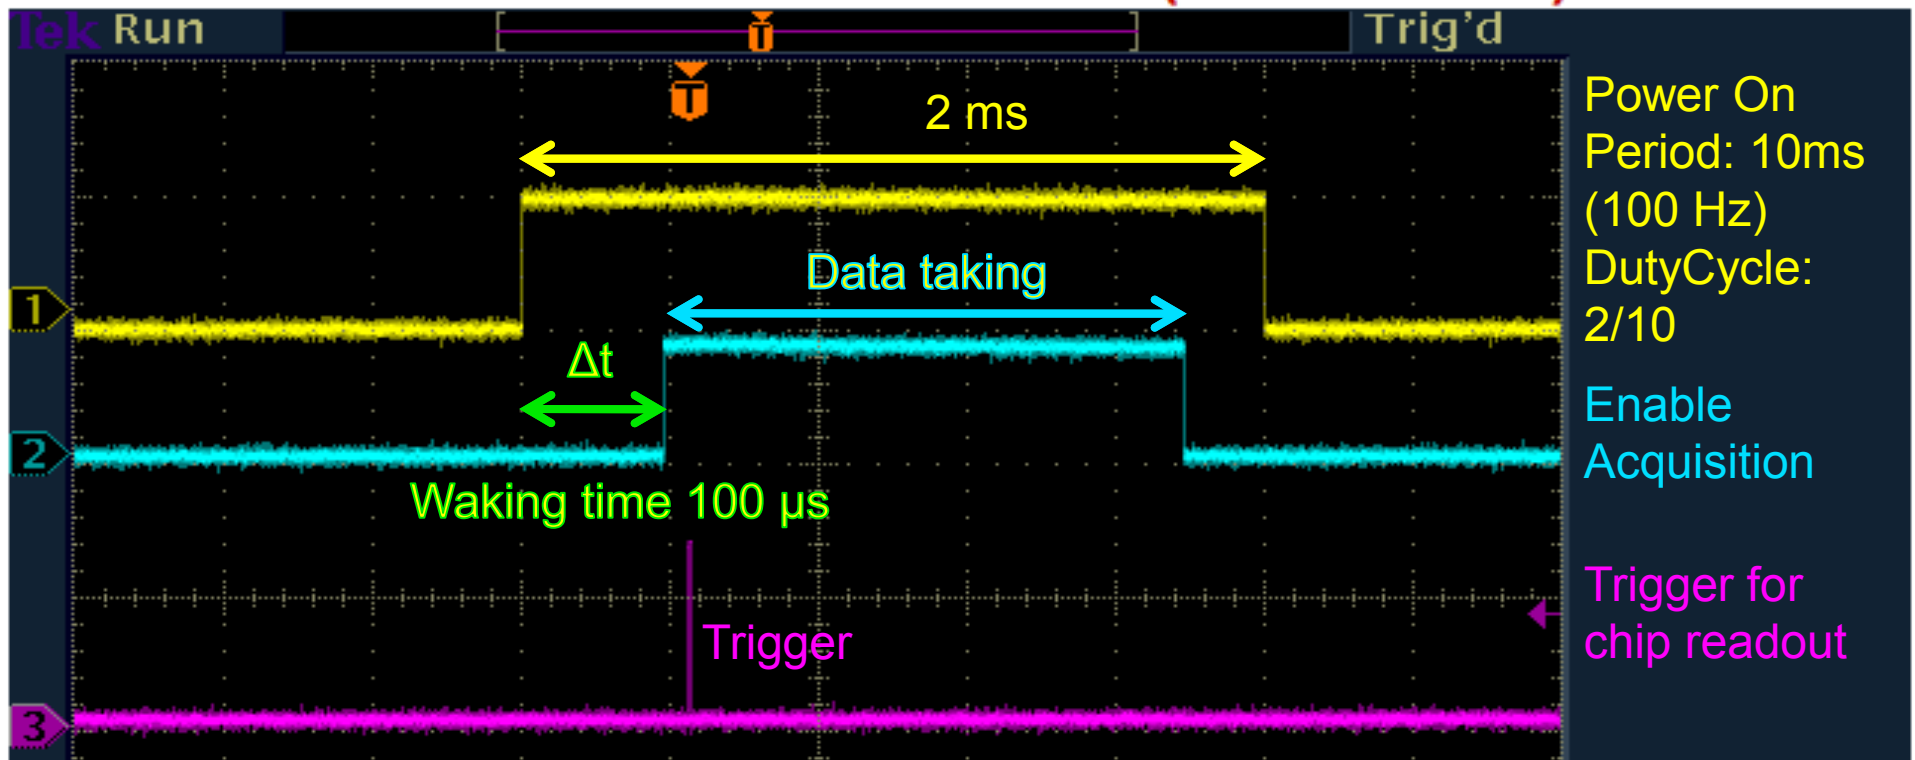 Tek Run
Trig'd
T
T
2 ms
Power On
Period: 10ms
(100 Hz)
DutyCycle:
2/10
Data taking
1
Δt
Enable
Acquisition
2
Waking time 100 µs
Trigger for
chip readout
Trigger
3